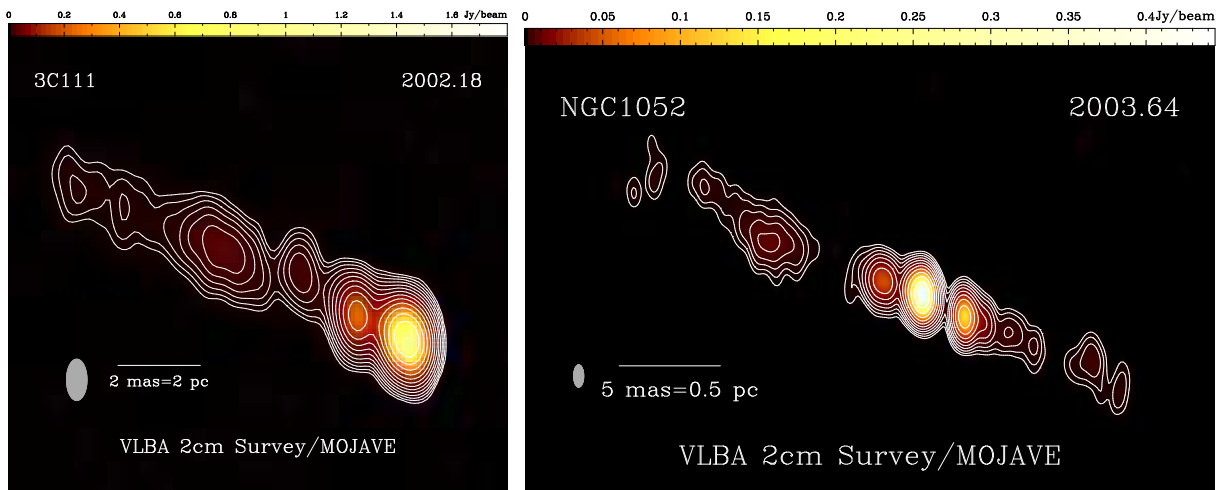 0 0.2 0.4 0.6 0.8 1 1.2 1.4 1.6 Jy/beam
3C111 2002.18
2 mas=2 pc
VLBA 2cm Survey/MOJAVE
0 0.05 0.1 0.15 0.2 0.25 0.3 0.35 0.4 Jy/beam
NGC1052 2003.64
5 mas=0.5 pc
VLBA 2cm Survey/MOJAVE